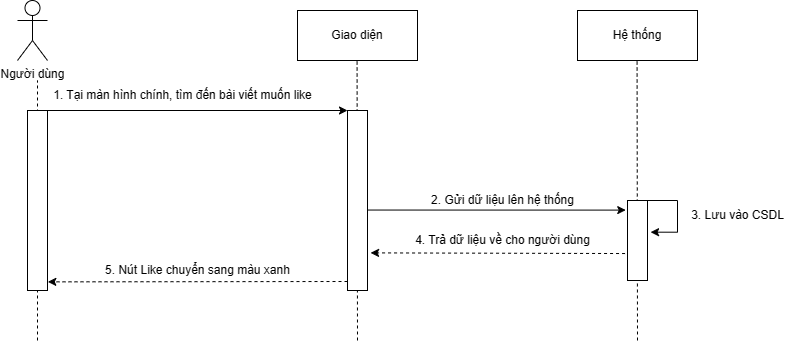 Giao diện
Hệ thống
Người dùng
1. Tại màn hình chính, tìm đến bài viết muốn like
2. Gửi dữ liệu lên hệ thống
3. Lưu vào CSDL
4. Trả dữ liệu về cho người dùng
5. Nút Like chuyển sang màu xanh